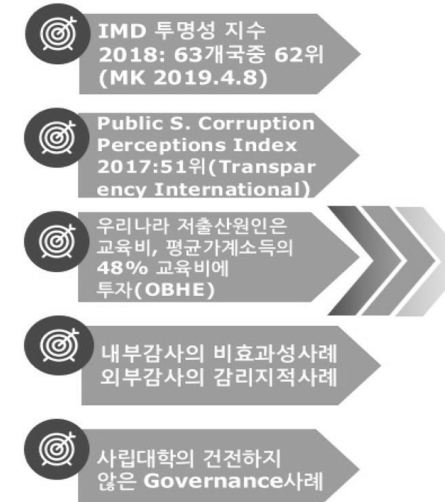 IMD 투명성 지수
2018: 63개국중 62위
(MK 2019.4.8)
Public S. Corruption
Perceptions Index
2017:51위(Transpar
ency International)
우리나라 저출산원인은
교육비, 평균가계소득의
48% 교육비에
투자(OBHE)
내부감사의 비효과성사례
외부감사의 감리지적사례
사립대학의 건전하지
않은 Governance사례